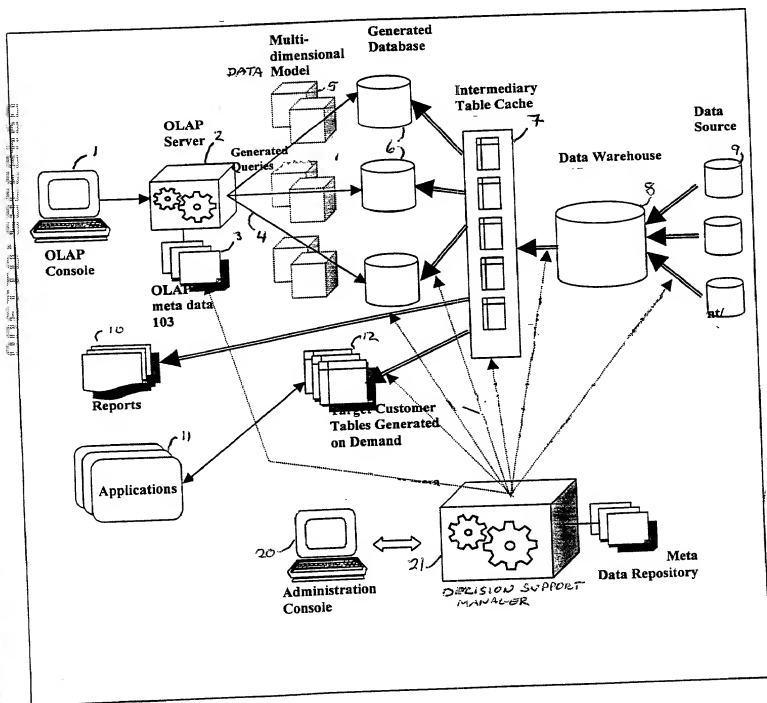 Multi-
dimensional
Model
DATA
5
Generated
Database
6
Intermediary
Table Cache
7
Data Warehouse
8
Data
Source
9
OLAP
Server
2
Generated
Queries
4
1
OLAP
Console
3
OLAP
meta data
103
10
Reports
12
Target Customer
Tables Generated
on Demand
11
Applications
nt/
20
Administration
Console
21
DECISION SUPPORT
MANAGER
Meta
Data Repository